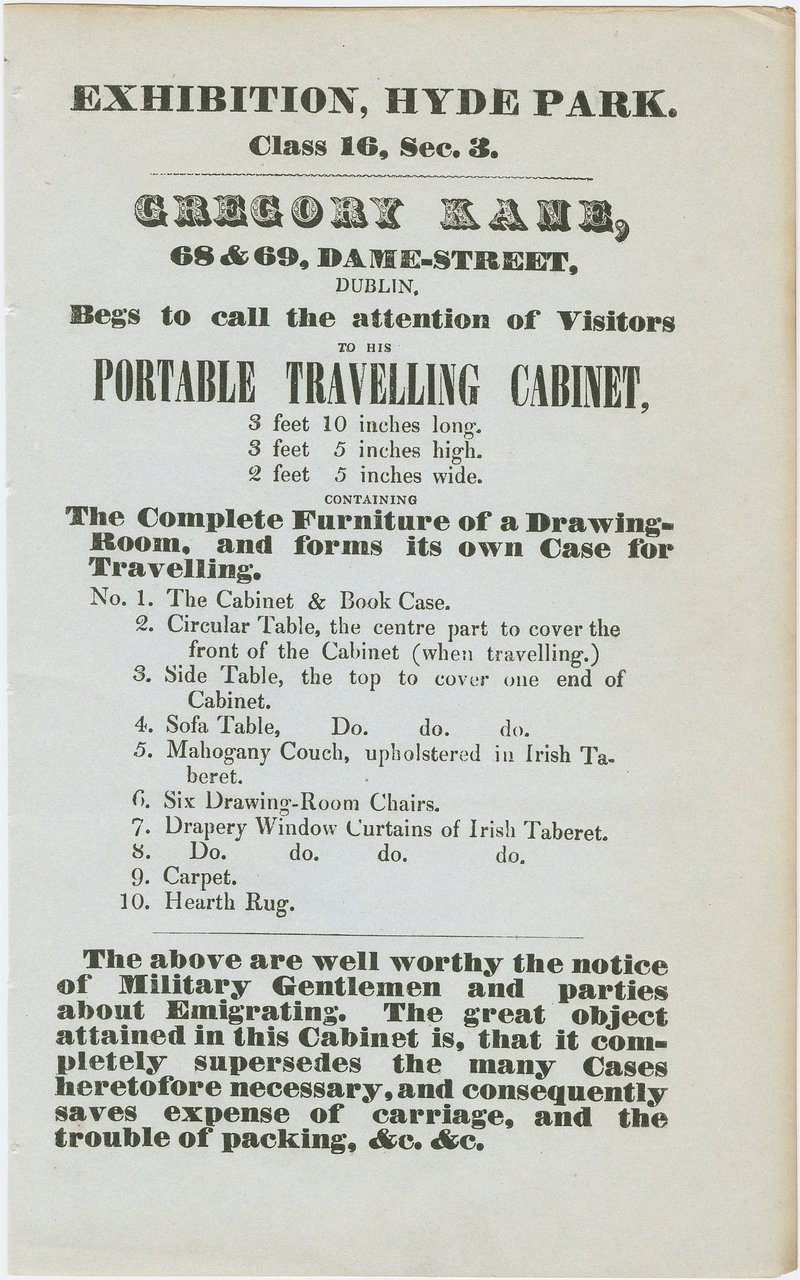 EXHIBITION, HYDE PARK.
Class 16, Sec. 3.
GREGORY KANE,
68 & 69, DAME-STREET,
DUBLIN,
Begs to call the attention of Visitors
TO HIS
PORTABLE TRAVELLING CABINET,
3 feet 10 inches long.
3 feet 5 inches high.
2 feet 5 inches wide.
CONTAINING
The Complete Furniture of a Drawing-
Room, and forms its own Case for
Travelling.
No. 1. The Cabinet & Book Case.
2. Circular Table, the centre part to cover the
front of the Cabinet (when travelling.)
3. Side Table, the top to cover one end of
Cabinet.
4. Sofa Table, Do. do. do.
5. Mahogany Couch, upholstered in Irish Ta-
beret.
6. Six Drawing-Room Chairs.
7. Drapery Window Curtains of Irish Taberet.
8. Do. do. do. do.
9. Carpet.
10. Hearth Rug.
The above are well worthy the notice
of Military Gentlemen and parties
about Emigrating. The great object
attained in this Cabinet is, that it com-
pletely supersedes the many Cases
heretofore necessary, and consequently
saves expense of carriage, and the
trouble of packing, &c. &c.